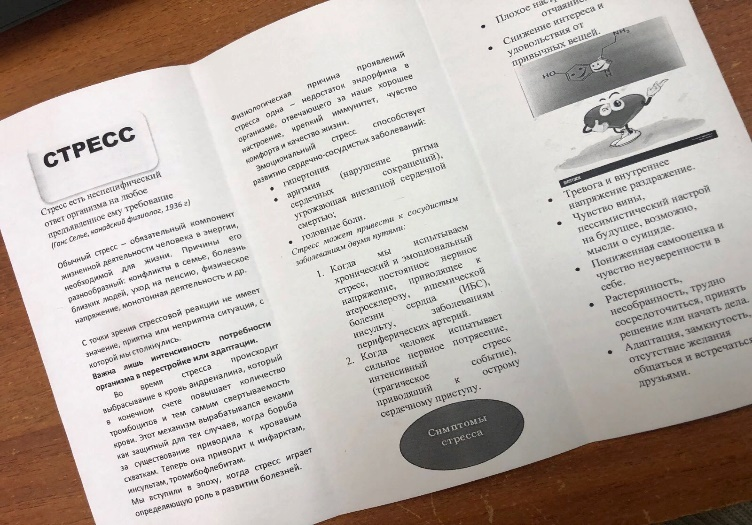 СТРЕСС
Стресс есть неспецифический
ответ организма на любое
предъявленное ему требование
(Ганс Селье, канадский физиолог, 1936 г)
Обычный стресс – обязательный компонент
жизненной деятельности человека в энергии,
необходимой для жизни. Причины его
разнообразий: конфликты в семье, болезнь
близких людей, уход на пенсию, физическое
напряжение, монотонная деятельность и др.
С точки зрения стрессовой реакции не имеет
значение, приятна или неприятна ситуация, с
которой мы столкнулись.
Важна лишь интенсивность потребности
организма в перестройке или адаптации.
Во время стресса происходит
выбрасывание в кровь андреналина, который
в конечном счете повышает количество
тромбоцитов и тем самым свертываемость
крови. Этот механизм вырабатывался веками
как защитный для тех случаев, когда борьба
за существование приводила к кровавым
схваткам. Теперь она приводит к инфарктам,
инсультам, троммибофлебитам.
Мы вступили в эпоху, когда стресс играет
определяющую роль в развитии болезней.
Физиологическая причина проявлений
стресса одна – недостаток эндорфина в
организме, отвечающего за наше хорошее
настроение, крепкий иммунитет, чувство
комфорта и качество жизни.
Эмоциональный стресс способствует
развитию сердечно-сосудистых заболеваний:
• гипертония
• аритмия (нарушение ритма
сердечных сокращений),
угрожающая внезапной сердечной
смертью;
• головные боли.
Стресс может привести к сосудистым
заболеваниям двумя путями:
1. Когда мы испытываем
хронический и эмоциональный
стресс, постоянное нервное
напряжение, приводящее к
атеросклерозу, ишемической
болезни сердца (ИБС),
инсульту, заболеваниям
периферических артерий.
2. Когда человек испытывает
сильное нервное потрясение,
интенсивный стресс
(трагическое событие),
приводящий к острому
сердечному приступу.
Симптомы
стресса
• Плохое
отчаяние
• Снижение интереса и
удовольствия от
привычных вещей.
HO
NH₂
• Тревога и внутреннее
напряжение раздражение.
• Чувство вины,
• пессимистический настрой
на будущее, возможно,
мысли о суициде.
• Пониженная самооценка и
чувство неуверенности в
себе.
• Растерянность,
несобранность, трудно
сосредоточиться, принять
решение или начать дела
• Адаптация, замкнутость,
отсутствие желания
общаться и встречаться
друзьями.